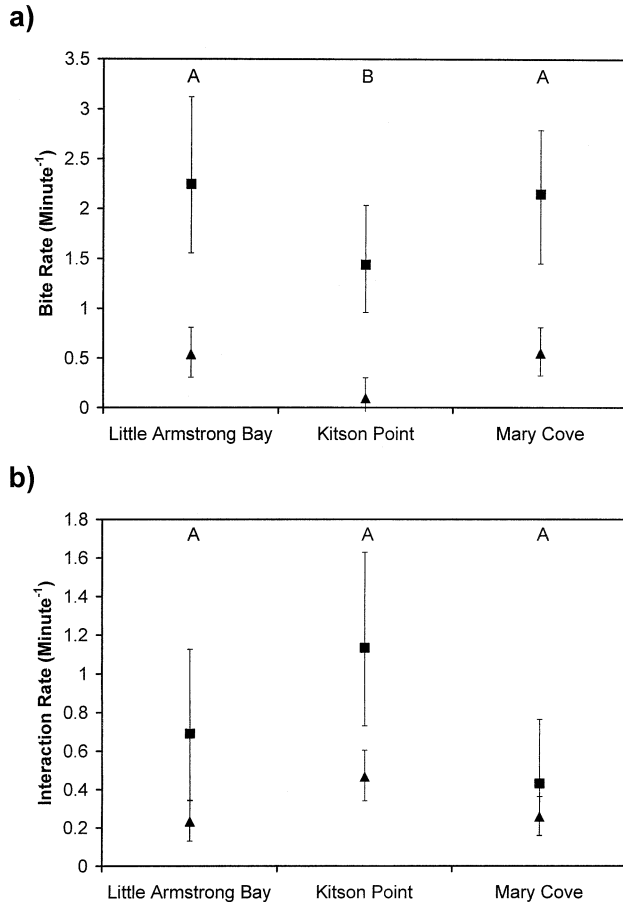 a)
A B A
3.5
3
2.5
2
1.5
1
0.5
0
Bite Rate (Minute⁻¹)
Little Armstrong Bay Kitson Point Mary Cove
b)
A A A
1.8
1.6
1.4
1.2
1
0.8
0.6
0.4
0.2
0
Interaction Rate (Minute⁻¹)
Little Armstrong Bay Kitson Point Mary Cove